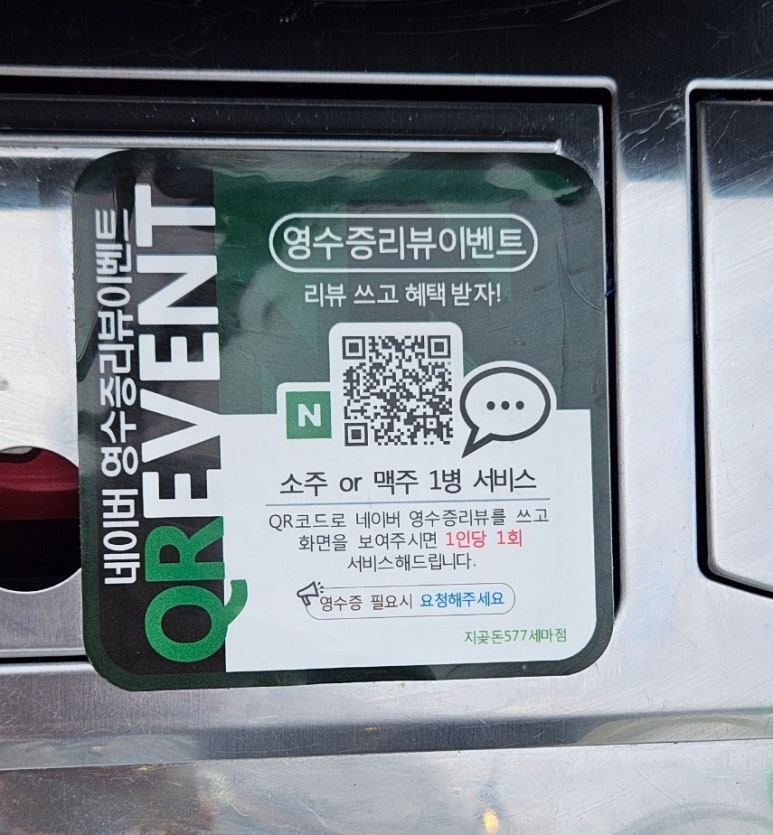 네이버 영수증리뷰이벤트
QR EVENT
영수증리뷰이벤트
리뷰 쓰고 혜택 받자!
N
소주 or 맥주 1병 서비스
QR코드로 네이버 영수증리뷰를 쓰고
화면을 보여주시면 1인당 1회
서비스해드립니다.
영수증 필요시 요청해주세요
지곶돈577세마점